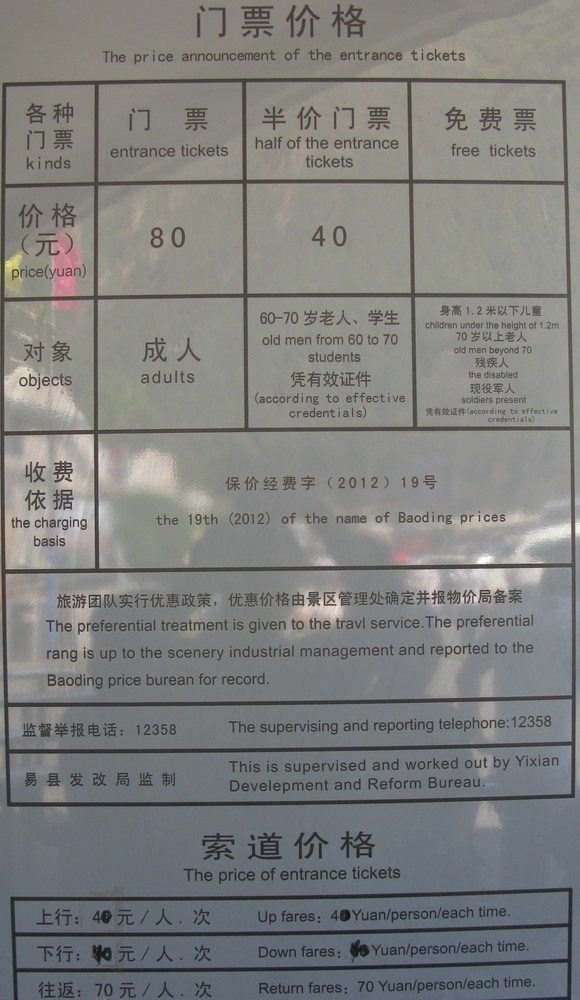 门票价格
The price announcement of the entrance tickets
各种
门票
kinds
门 票
entrance tickets
半价门票
half of the entrance
tickets
免费票
free tickets
价格
（元）
price(yuan)
80
40
对象
objects
成人
adults
60-70 岁老人、学生
old men from 60 to 70
students
凭有效证件
(according to effective
credentials)
身高 1.2 米以下儿童
children under the height of 1.2m
70 岁以上老人
old men beyond 70
残疾人
the disabled
现役军人
soldiers present
凭有效证件(according to effective
credentials)
收费
依据
the charging
basis
保价经费字（2012）19号
the 19th (2012) of the name of Baoding prices
旅游团队实行优惠政策，优惠价格由景区管理处确定并报物价局备案
The preferential treatment is given to the travl service.The preferential
rang is up to the scenery industrial management and reported to the
Baoding price burean for record.
监督举报电话：12358
The supervising and reporting telephone:12358
易县发改局监制
This is supervised and worked out by Yixian
Develepment and Reform Bureau.
索道价格
The price of entrance tickets
上行：40元／人．次
Up fares：40Yuan/person/each time.
下行： 元／人．次
Down fares： Yuan/person/each time.
往返：70 元／人．次
Return fares：70 Yuan/person/each time.